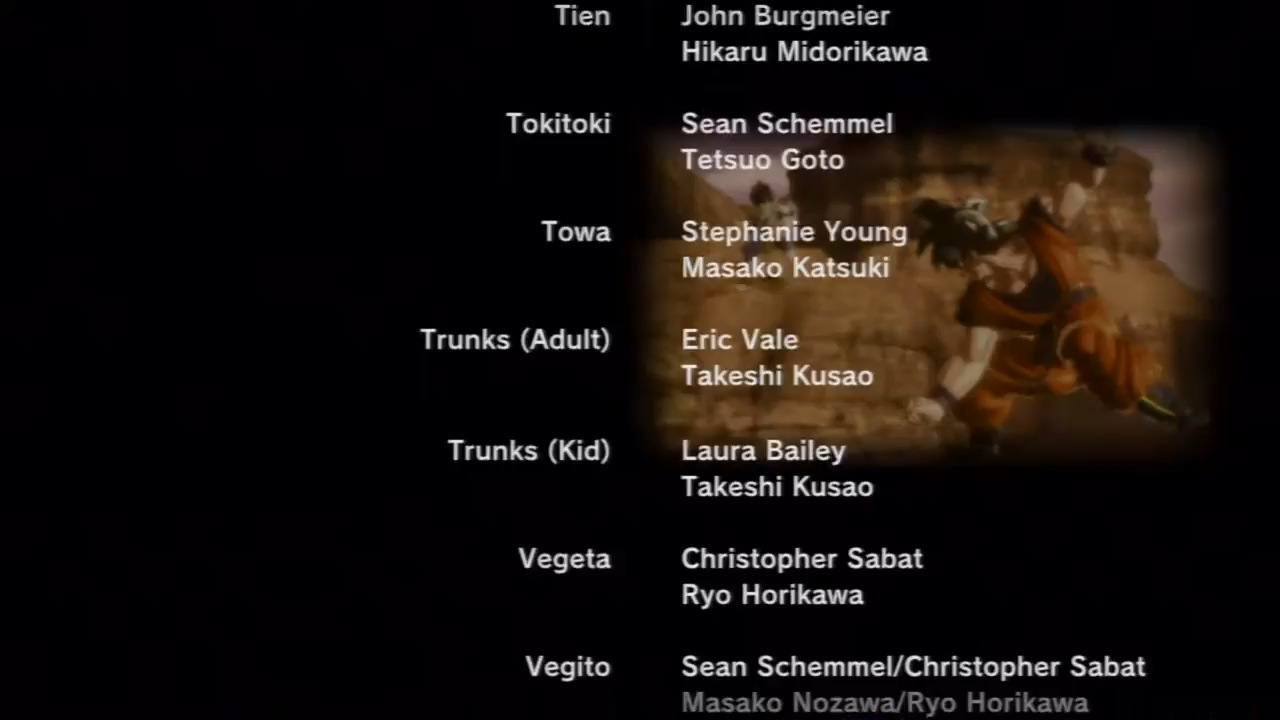 Tien John Burgmeier
Hikaru Midorikawa
Tokitoki Sean Schemmel
Tetsuo Goto
Towa Stephanie Young
Masako Katsuki
Trunks (Adult) Eric Vale
Takeshi Kusao
Trunks (Kid) Laura Bailey
Takeshi Kusao
Vegeta Christopher Sabat
Ryo Horikawa
Vegito Sean Schemmel/Christopher Sabat
Masako Nozawa/Ryo Horikawa